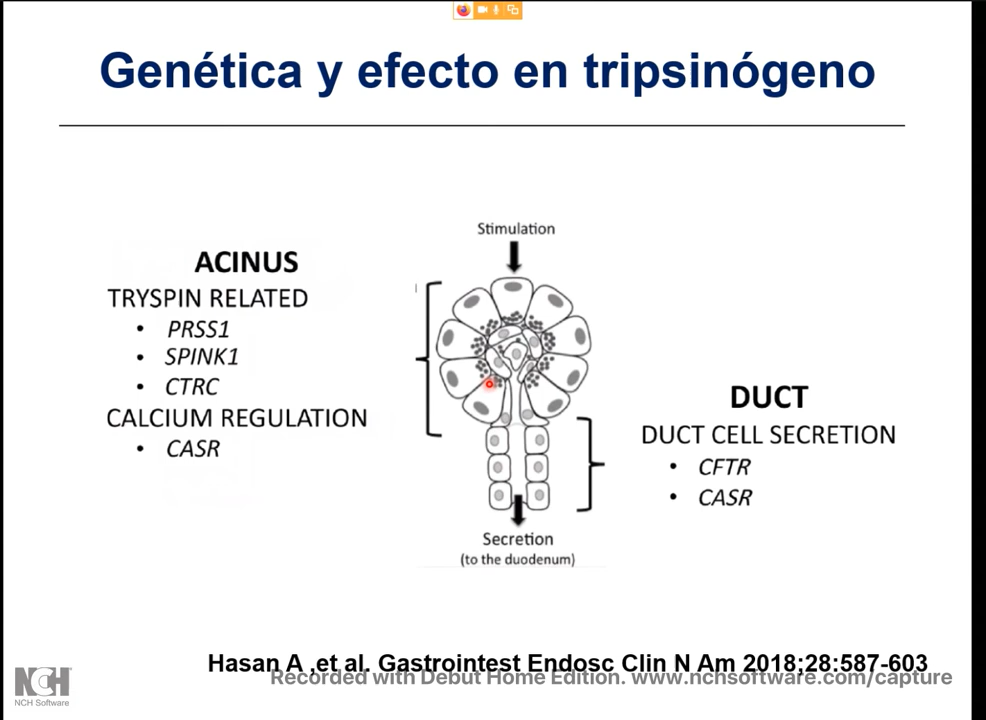 Genética y efecto en tripsinógeno
Stimulation
ACINUS
TRYSPIN RELATED
• PRSS1
• SPINK1
• CTRC
CALCIUM REGULATION
• CASR
DUCT
DUCT CELL SECRETION
• CFTR
• CASR
Secretion
(to the duodenum)
Hasan A ,et al. Gastrointest Endosc Clin N Am 2018;28:587-603
Recorded with Debut Home Edition. www.nchsoftware.com/capture
NCH
NCH Software